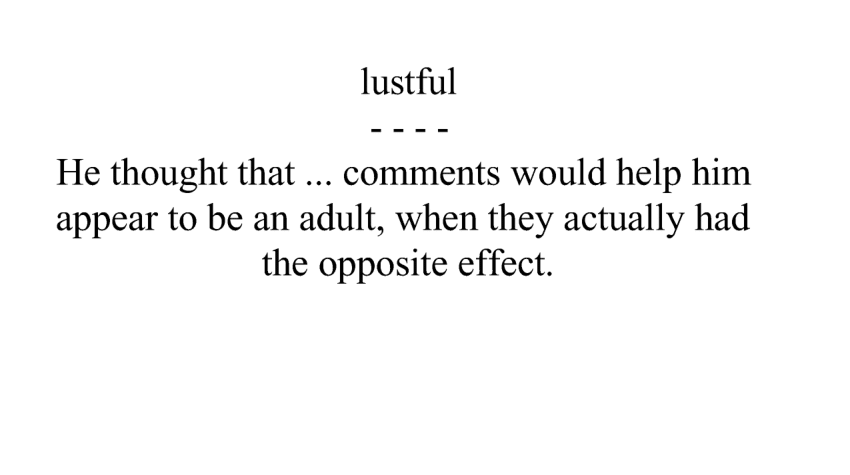 lustful
- - - -
He thought that ... comments would help him
appear to be an adult, when they actually had
the opposite effect.